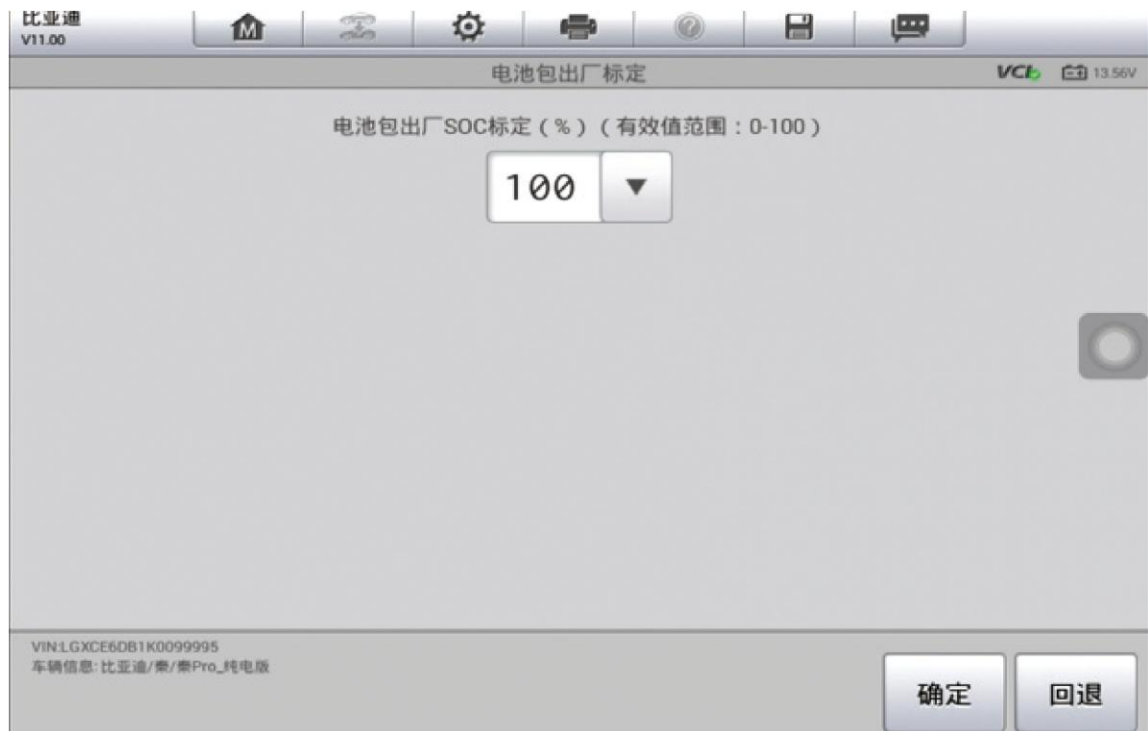 比亚迪
V11.00
M
电池包出厂标定
VCI
13.56V
电池包出厂SOC标定（%）（有效值范围：0-100）
100
VIN:LGXCE6DB1K0099995
车辆信息:比亚迪/秦/秦Pro_纯电版
确定
回退